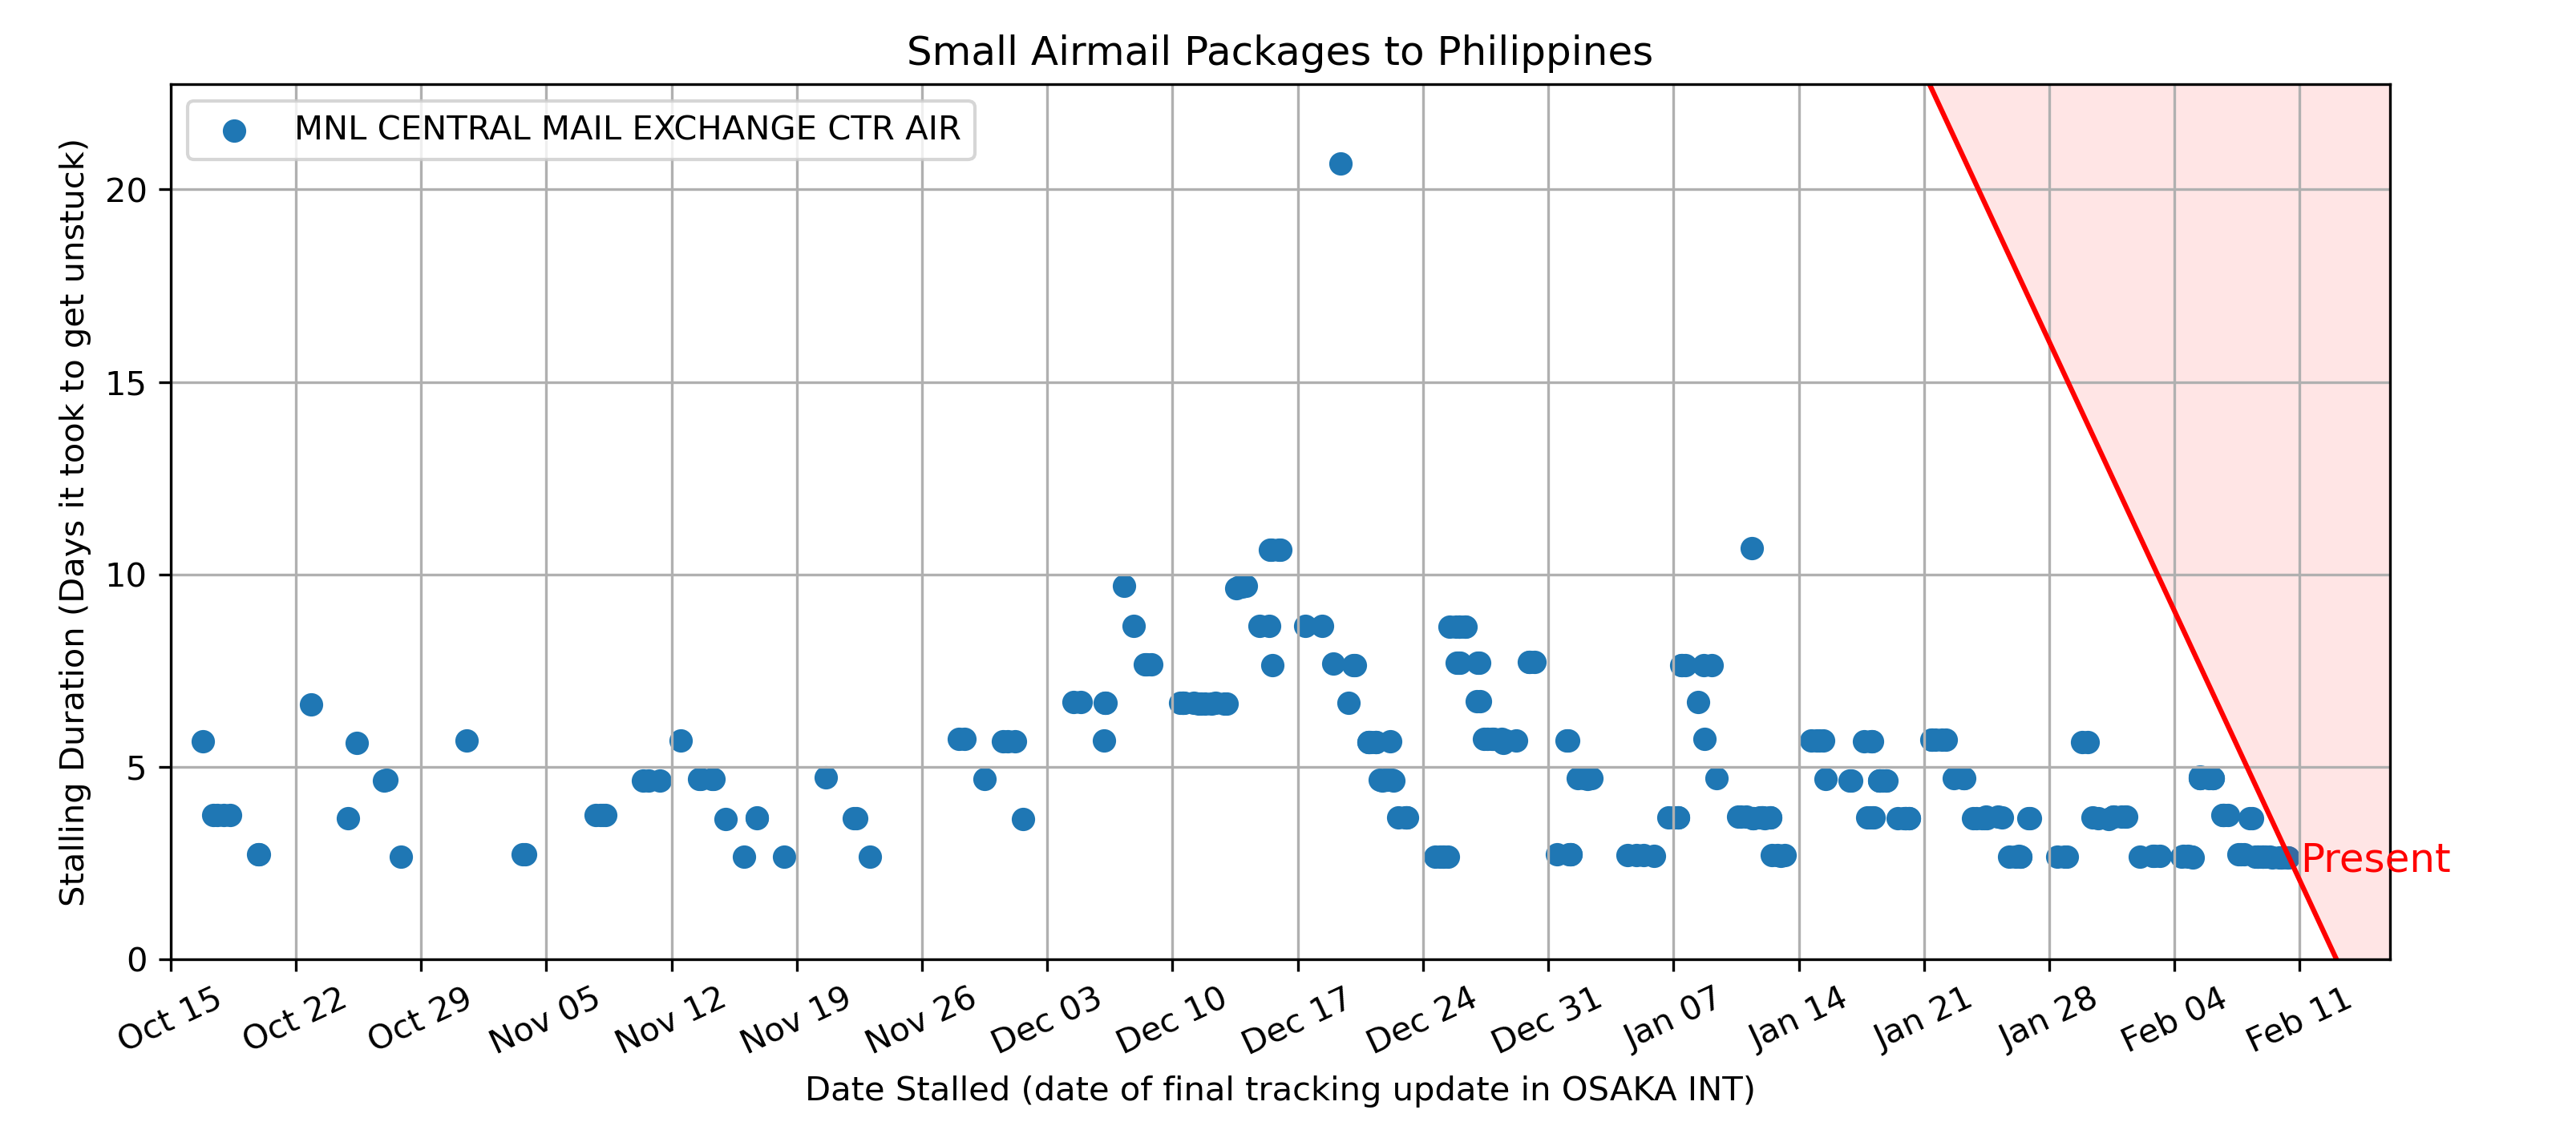 Small Airmail Packages to Philippines
MNL CENTRAL MAIL EXCHANGE CTR AIR
Stalling Duration (Days it took to get unstuck)
20
15
10
5
0
Present
Oct 15
Oct 22
Oct 29
Nov 05
Nov 12
Nov 19
Nov 26
Dec 03
Dec 10
Dec 17
Dec 24
Dec 31
Jan 07
Jan 14
Jan 21
Jan 28
Feb 04
Feb 11
Date Stalled (date of final tracking update in OSAKA INT)